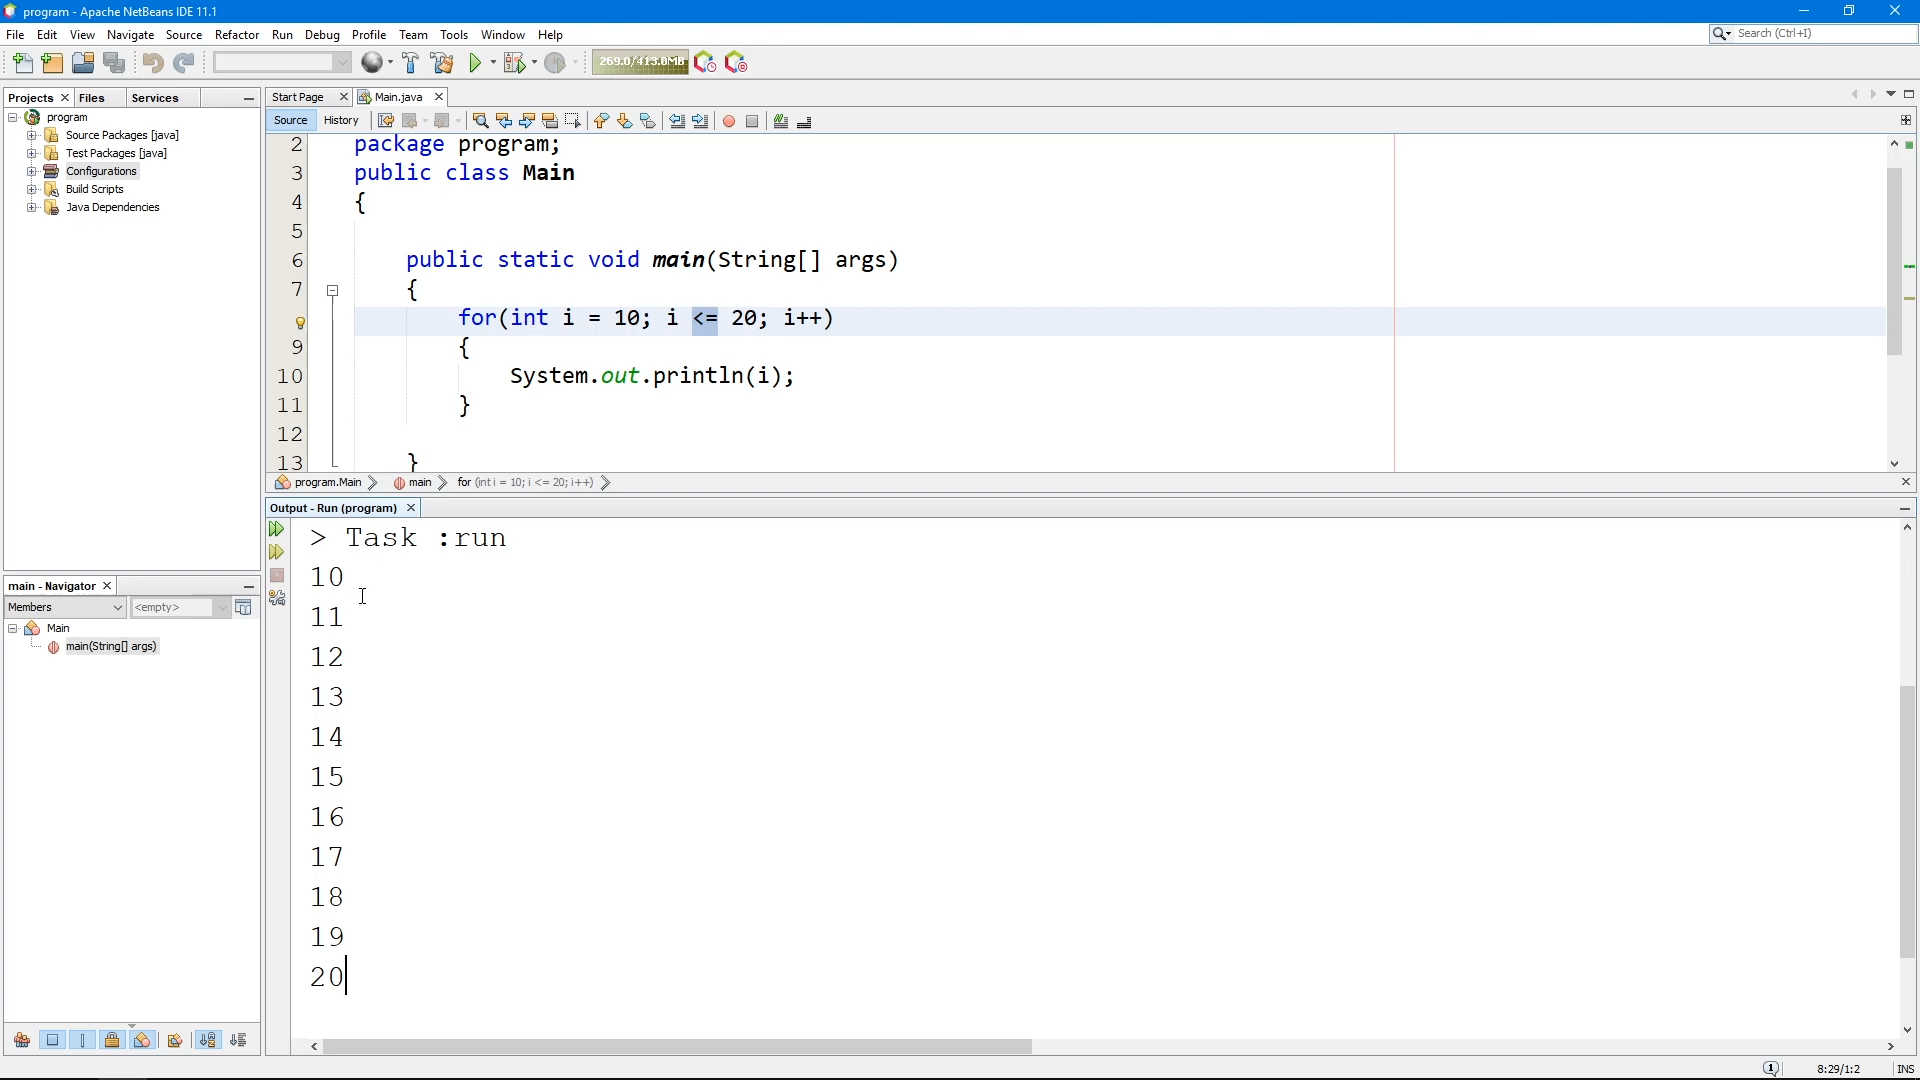 program - Apache NetBeans IDE 11.1
File Edit View Navigate Source Refactor Run Debug Profile Team Tools Window Help
Search (Ctrl+I)
269.0/413.0MB
Projects Files Services
Start Page Main.java
Source History
program
Source Packages [java]
Test Packages [java]
Configurations
Build Scripts
Java Dependencies
2 package program;
3 public class Main
4 {
5
6 public static void main(String[] args)
7 {
for(int i = 10; i <= 20; i++)
9 {
10 System.out.println(i);
11 }
12
13 }
program.Main main for (int i = 10; i <= 20; i++)
Output - Run (program)
> Task :run
10
11
12
13
14
15
16
17
18
19
20
main - Navigator
Members <empty>
Main
main(String[] args)
1 8:29/1:2 INS